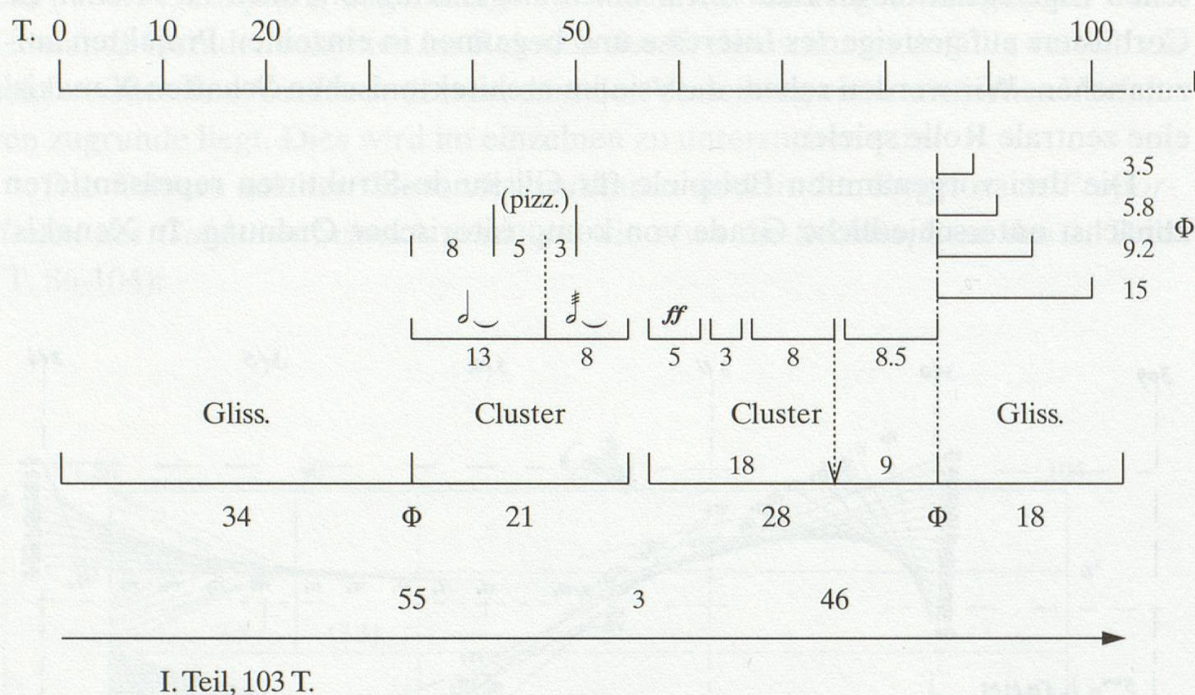 T. 0 10 20 50 100
3.5
(pizz.) 5.8
8 5 3 9.2 Φ
15
ff
13 8 5 3 8 8.5
Gliss. Cluster Cluster Gliss.
18 9
34 Φ 21 28 Φ 18
55 3 46
I. Teil, 103 T.